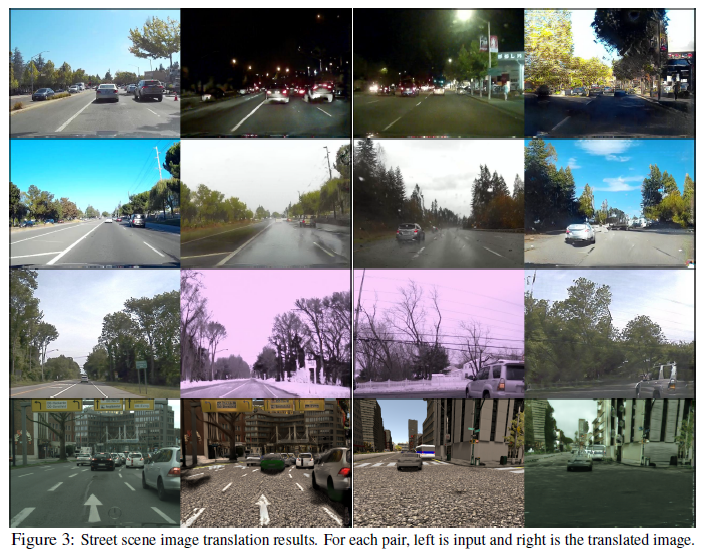 Figure 3: Street scene image translation results. For each pair, left is input and right is the translated image.